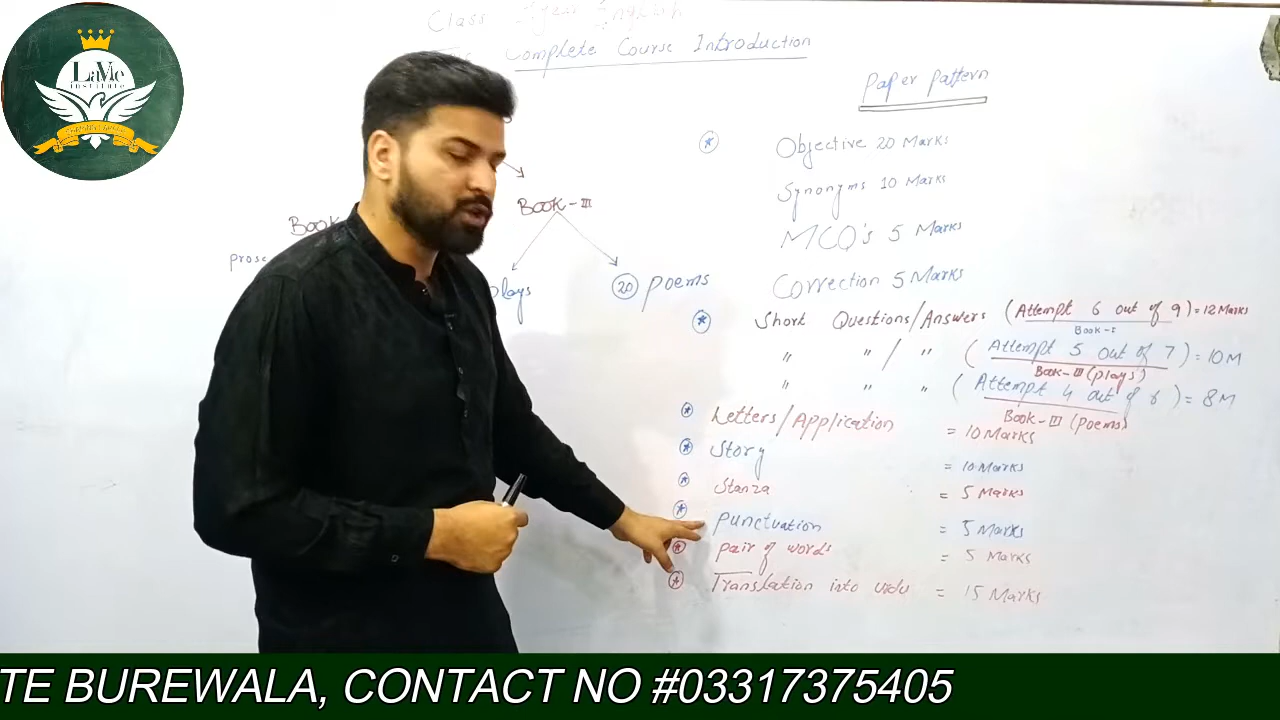 Class
Complete Course Introduction
Paper Pattern
LaMe
institute
Objective 20 Marks
Synonyms 10 Marks
MCQ's 5 Marks
Correction 5 Marks
Book
BOOK-III
prose
plays
20 poems
Short Questions/Answers (Attempt 6 out of 9) = 12 Marks
Book-I
" " / " (Attempt 5 out of 7) = 10 M
Book-III (plays)
" " " (Attempt 4 out of 6) = 8 M
Book-III (poems)
Letters/Application = 10 Marks
Story = 10 Marks
Stanza = 5 Marks
Punctuation = 5 Marks
pair of words = 5 Marks
Translation into urdu = 15 Marks
TE BUREWALA, CONTACT NO #03317375405